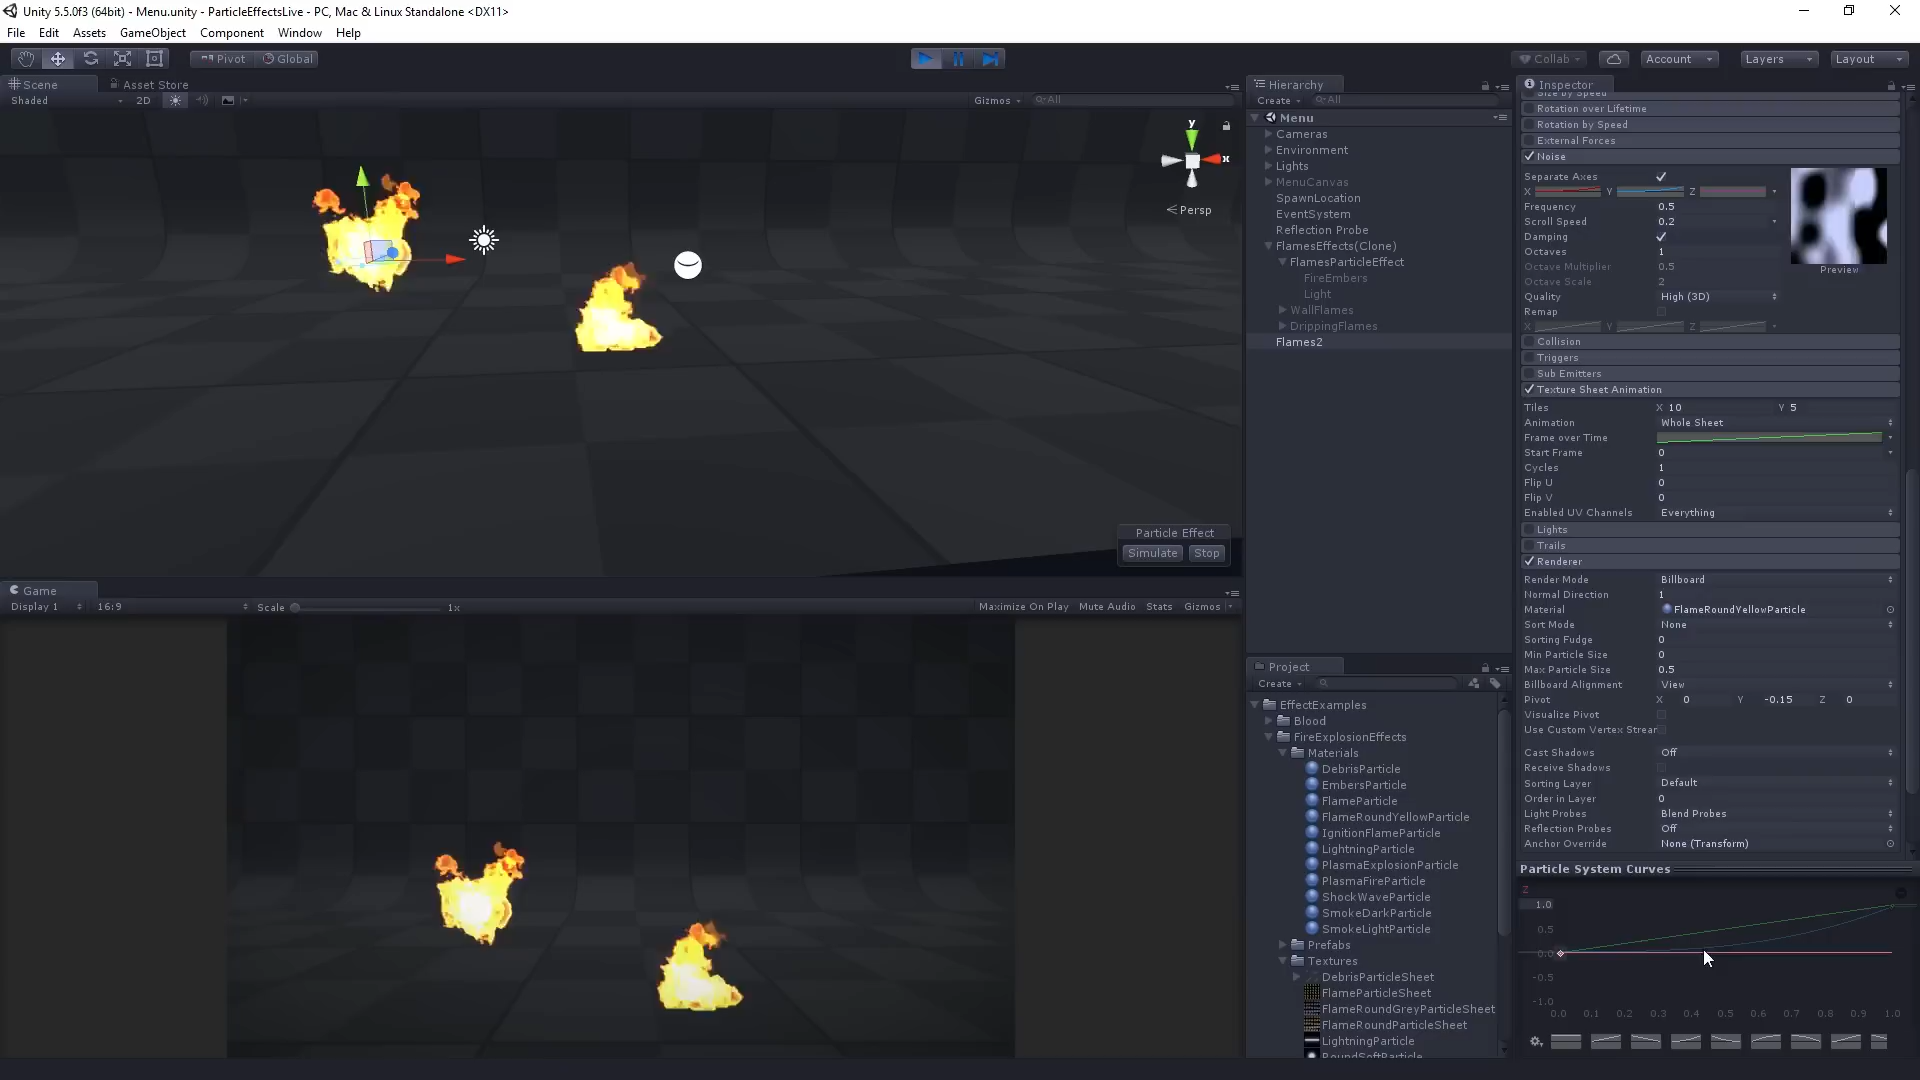 Unity 5.5.0f3 (64bit) - Menu.unity - ParticleEffectsLive - PC, Mac & Linux Standalone <DX11>
File Edit Assets GameObject Component Window Help
Pivot Global
Collab Account Layers Layout
Scene Asset Store
Shaded 2D Gizmos All
y
x
Persp
Particle Effect
Simulate Stop
Game
Display 1 16:9 Scale 1x Maximize On Play Mute Audio Stats Gizmos
Hierarchy
Create All
Menu
Cameras
Environment
Lights
MenuCanvas
SpawnLocation
EventSystem
Reflection Probe
FlamesEffects(Clone)
FlamesParticleEffect
FireEmbers
Light
WallFlames
DrippingFlames
Flames2
Project
Create
EffectExamples
Blood
FireExplosionEffects
Materials
DebrisParticle
EmbersParticle
FlameParticle
FlameRoundYellowParticle
IgnitionFlameParticle
LightningParticle
PlasmaExplosionParticle
PlasmaFireParticle
ShockWaveParticle
SmokeDarkParticle
SmokeLightParticle
Prefabs
Textures
DebrisParticleSheet
FlameParticleSheet
FlameRoundGreyParticleSheet
FlameRoundParticleSheet
LightningParticle
RoundSoftParticle
Inspector
Size by Speed
Rotation over Lifetime
Rotation by Speed
External Forces
Noise
Separate Axes
X Y Z
Frequency 0.5
Scroll Speed 0.2
Damping
Octaves 1
Octave Multiplier 0.5
Octave Scale 2
Quality High (3D)
Remap
X Y Z
Preview
Collision
Triggers
Sub Emitters
Texture Sheet Animation
Tiles X 10 Y 5
Animation Whole Sheet
Frame over Time
Start Frame 0
Cycles 1
Flip U 0
Flip V 0
Enabled UV Channels Everything
Lights
Trails
Renderer
Render Mode Billboard
Normal Direction 1
Material FlameRoundYellowParticle
Sort Mode None
Sorting Fudge 0
Min Particle Size 0
Max Particle Size 0.5
Billboard Alignment View
Pivot X 0 Y -0.15 Z 0
Visualize Pivot
Use Custom Vertex Strear
Cast Shadows Off
Receive Shadows
Sorting Layer Default
Order in Layer 0
Light Probes Blend Probes
Reflection Probes Off
Anchor Override None (Transform)
Particle System Curves
Z
1.0
0.5
0.0
-0.5
-1.0
0.0 0.1 0.2 0.3 0.4 0.5 0.6 0.7 0.8 0.9 1.0